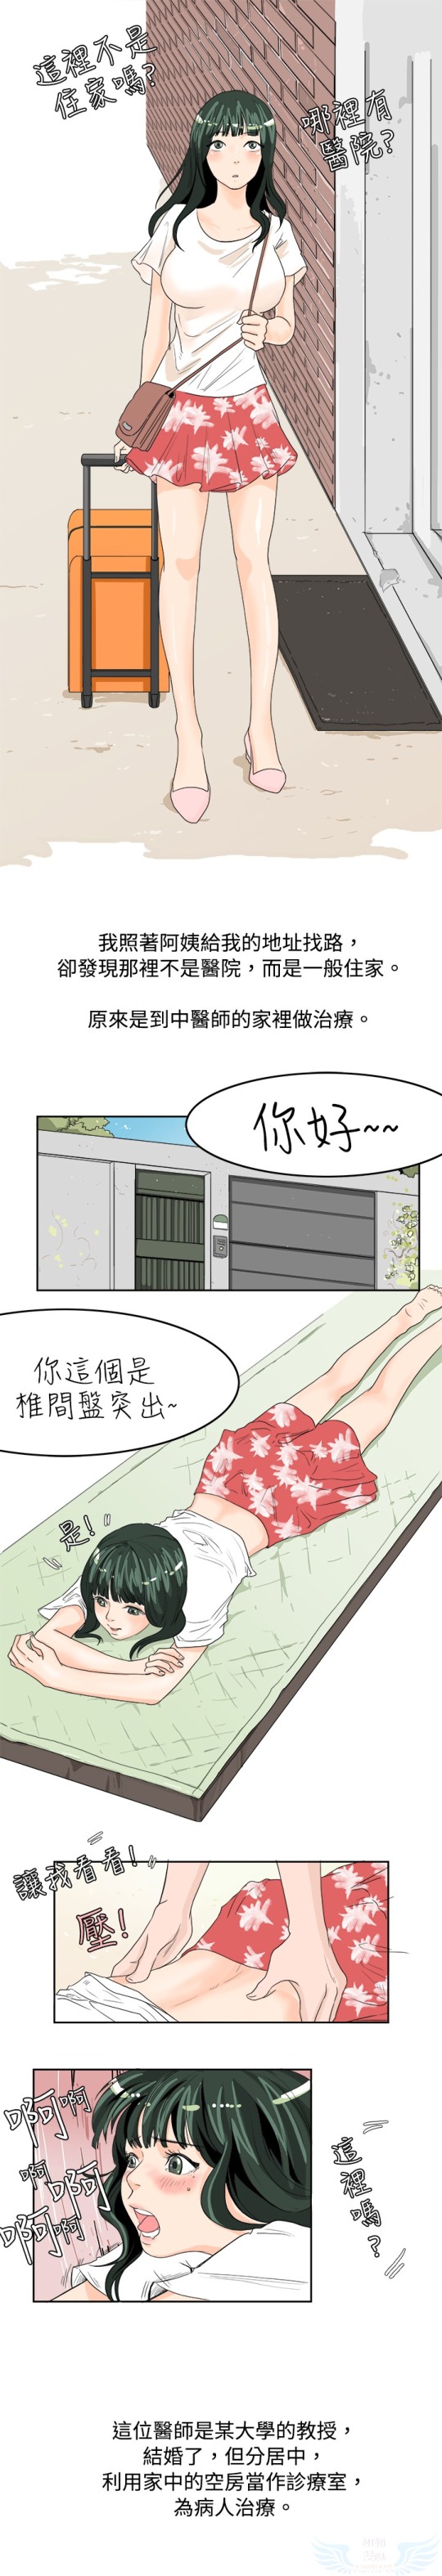 這裡不是
住家嗎?
哪裡有
醫院?
我照著阿姨給我的地址找路，
卻發現那裡不是醫院，而是一般住家。
原來是到中醫師的家裡做治療。
你好~~
你這個是
椎間盤突出~
是!
讓我看看!
壓!
啊啊
啊
啊啊
啊啊啊
這裡嗎?
這位醫師是某大學的教授，
結婚了，但分居中，
利用家中的空房當作診療室，
為病人治療。